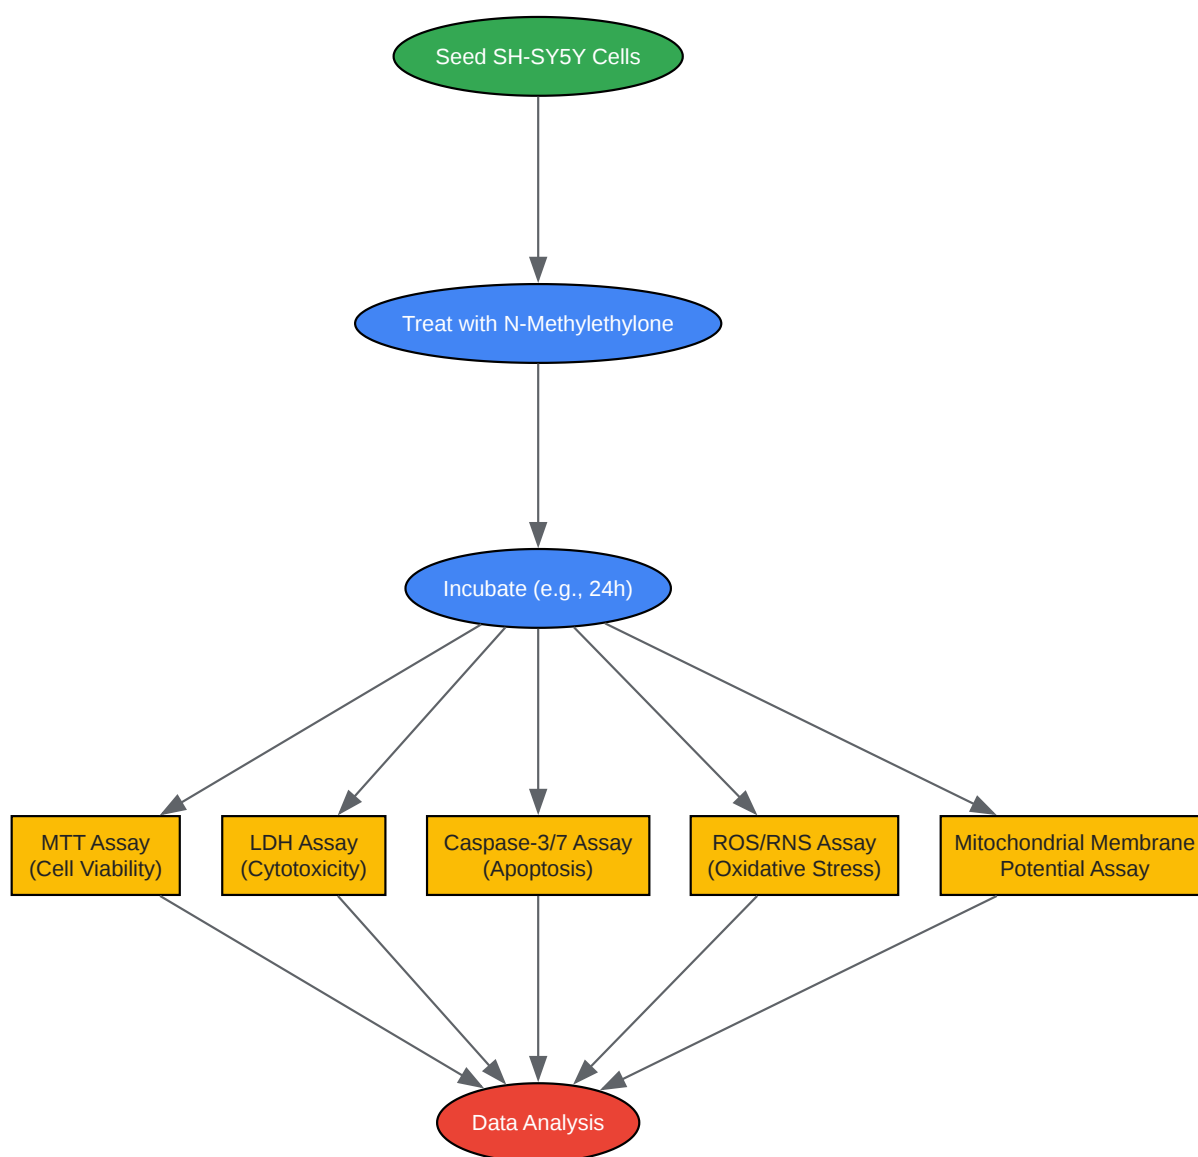 Seed SH-SY5Y Cells
Treat with N-Methylethylone
Incubate (e.g., 24h)
MTT Assay
(Cell Viability)
LDH Assay
(Cytotoxicity)
Caspase-3/7 Assay
(Apoptosis)
ROS/RNS Assay
(Oxidative Stress)
Mitochondrial Membrane
Potential Assay
Data Analysis